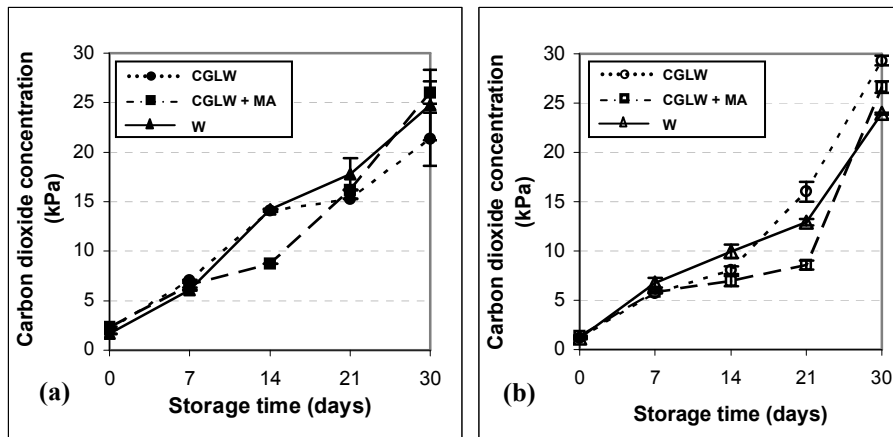 30
25
20
15
10
5
0
Carbon dioxide concentration
(kPa)
CGLW
CGLW + MA
W
0 7 14 21 30
Storage time (days)
(a)
30
25
20
15
10
5
0
Carbon dioxide concentration
(kPa)
CGLW
CGLW + MA
W
0 7 14 21 30
Storage time (days)
(b)